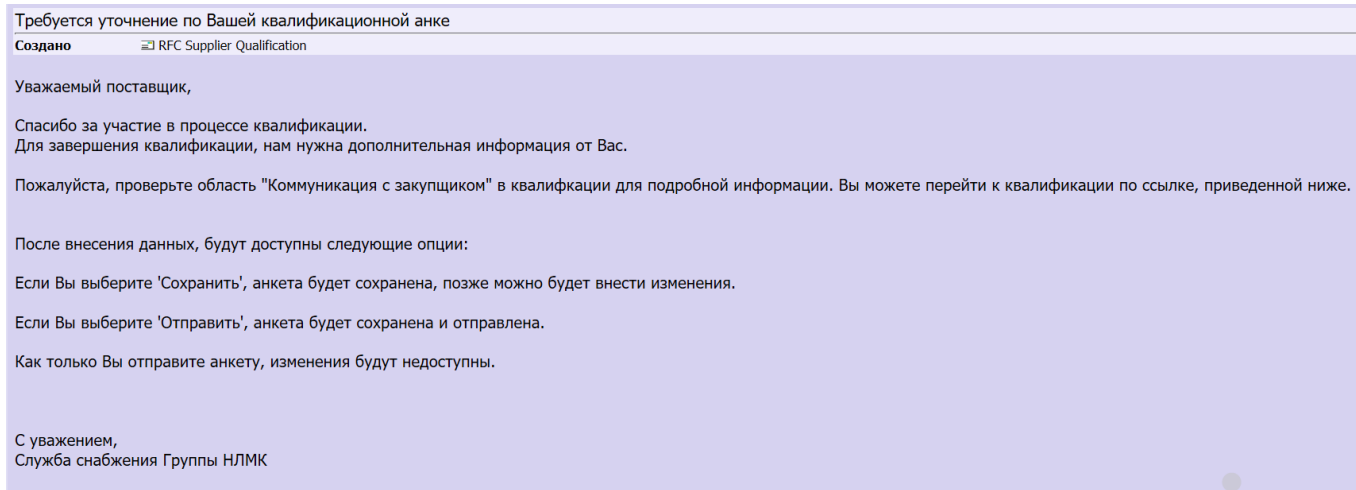 Требуется уточнение по Вашей квалификационной анке
Создано RFC Supplier Qualification
Уважаемый поставщик,
Спасибо за участие в процессе квалификации.
Для завершения квалификации, нам нужна дополнительная информация от Вас.
Пожалуйста, проверьте область "Коммуникация с закупщиком" в квалифкации для подробной информации. Вы можете перейти к квалификации по ссылке, приведенной ниже.
После внесения данных, будут доступны следующие опции:
Если Вы выберите 'Сохранить', анкета будет сохранена, позже можно будет внести изменения.
Если Вы выберите 'Отправить', анкета будет сохранена и отправлена.
Как только Вы отправите анкету, изменения будут недоступны.
С уважением,
Служба снабжения Группы НЛМК